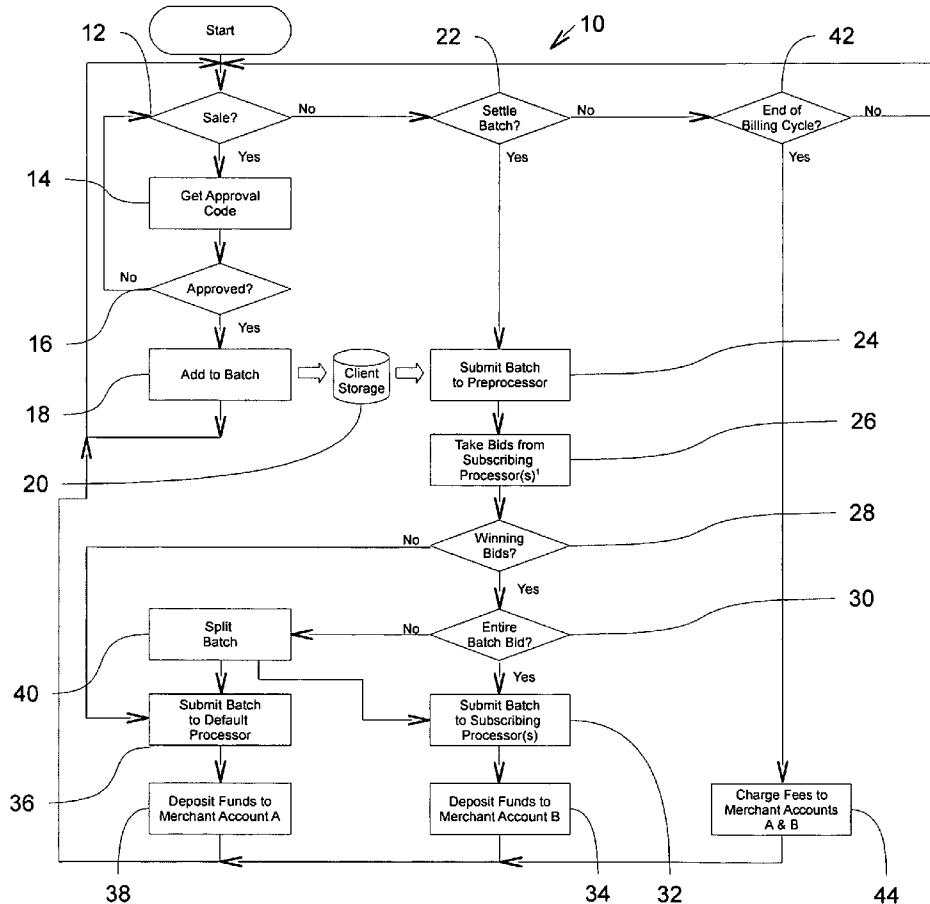 Start
10
12
22
42
Sale?
No
Settle
Batch?
No
End of
Billing Cycle?
No
Yes
Yes
Yes
14
Get Approval
Code
No
Approved?
16
Yes
18
Add to Batch
Client
Storage
Submit Batch
to Preprocessor
24
20
Take Bids from
Subscribing
Processor(s)¹
26
No
Winning
Bids?
28
Yes
Split
Batch
No
Entire
Batch Bid?
30
40
Yes
Submit Batch
to Default
Processor
Submit Batch
to Subscribing
Processor(s)
36
Deposit Funds to
Merchant Account A
Deposit Funds to
Merchant Account B
Charge Fees to
Merchant Accounts
A & B
38
34
32
44